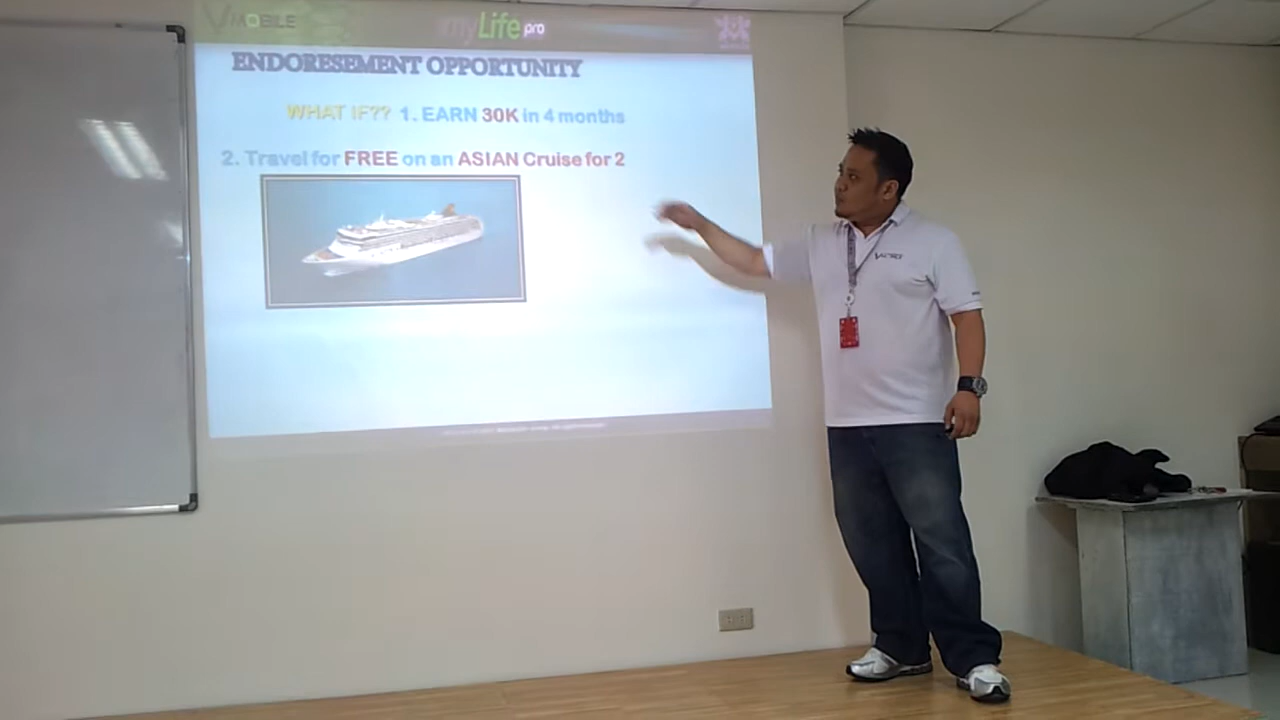 VMOBILE
myLife pro
ENDORESEMENT OPPORTUNITY
WHAT IF?? 1. EARN 30K in 4 months
2. Travel for FREE on an ASIAN Cruise for 2